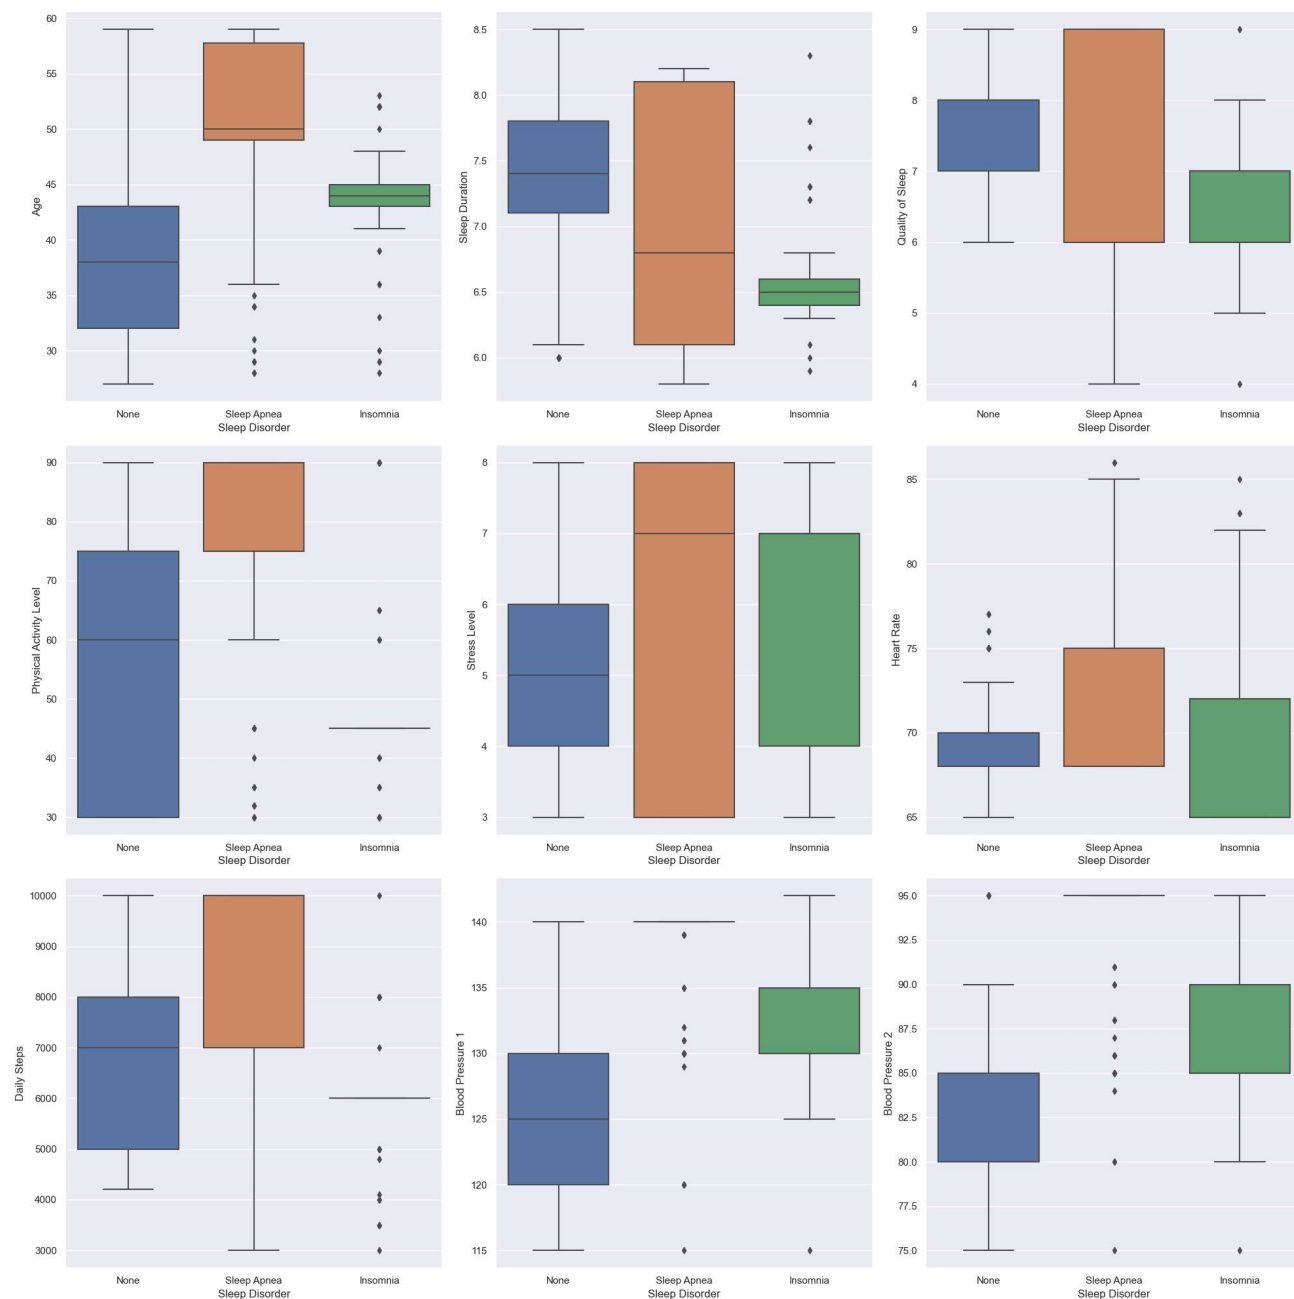 Age
60
55
50
45
40
35
30
None Sleep Apnea Insomnia
Sleep Disorder
Sleep Duration
8.5
8.0
7.5
7.0
6.5
6.0
None Sleep Apnea Insomnia
Sleep Disorder
Quality of Sleep
9
8
7
6
5
4
None Sleep Apnea Insomnia
Sleep Disorder
Physical Activity Level
90
80
70
60
50
40
30
None Sleep Apnea Insomnia
Sleep Disorder
Stress Level
8
7
6
5
4
3
None Sleep Apnea Insomnia
Sleep Disorder
Heart Rate
85
80
75
70
65
None Sleep Apnea Insomnia
Sleep Disorder
Daily Steps
10000
9000
8000
7000
6000
5000
4000
3000
None Sleep Apnea Insomnia
Sleep Disorder
Blood Pressure 1
140
135
130
125
120
115
None Sleep Apnea Insomnia
Sleep Disorder
Blood Pressure 2
95.0
92.5
90.0
87.5
85.0
82.5
80.0
77.5
75.0
None Sleep Apnea Insomnia
Sleep Disorder